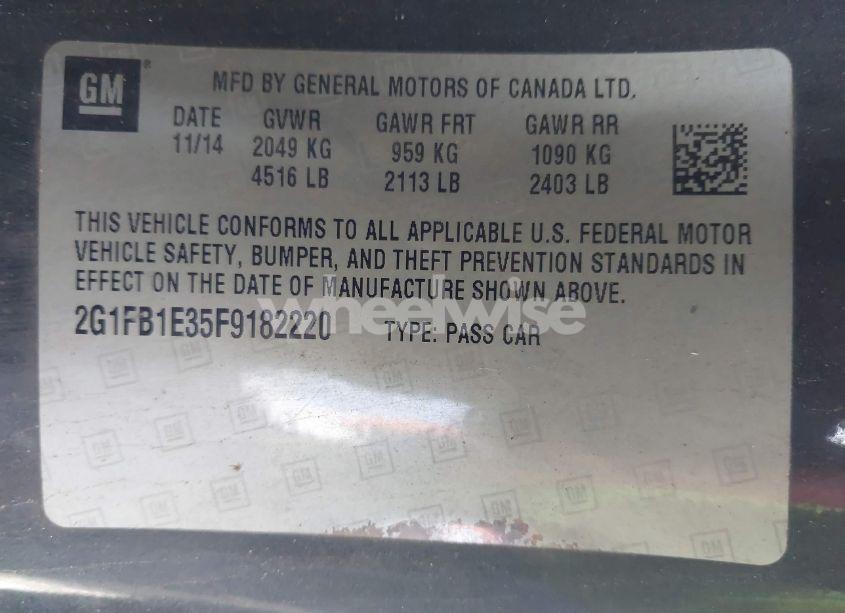 GM
MFD BY GENERAL MOTORS OF CANADA LTD.
DATE GVWR GAWR FRT GAWR RR
11/14 2049 KG 959 KG 1090 KG
4516 LB 2113 LB 2403 LB
THIS VEHICLE CONFORMS TO ALL APPLICABLE U.S. FEDERAL MOTOR
VEHICLE SAFETY, BUMPER, AND THEFT PREVENTION STANDARDS IN
EFFECT ON THE DATE OF MANUFACTURE SHOWN ABOVE.
2G1FB1E35F9182220 TYPE: PASS CAR
wheelwise